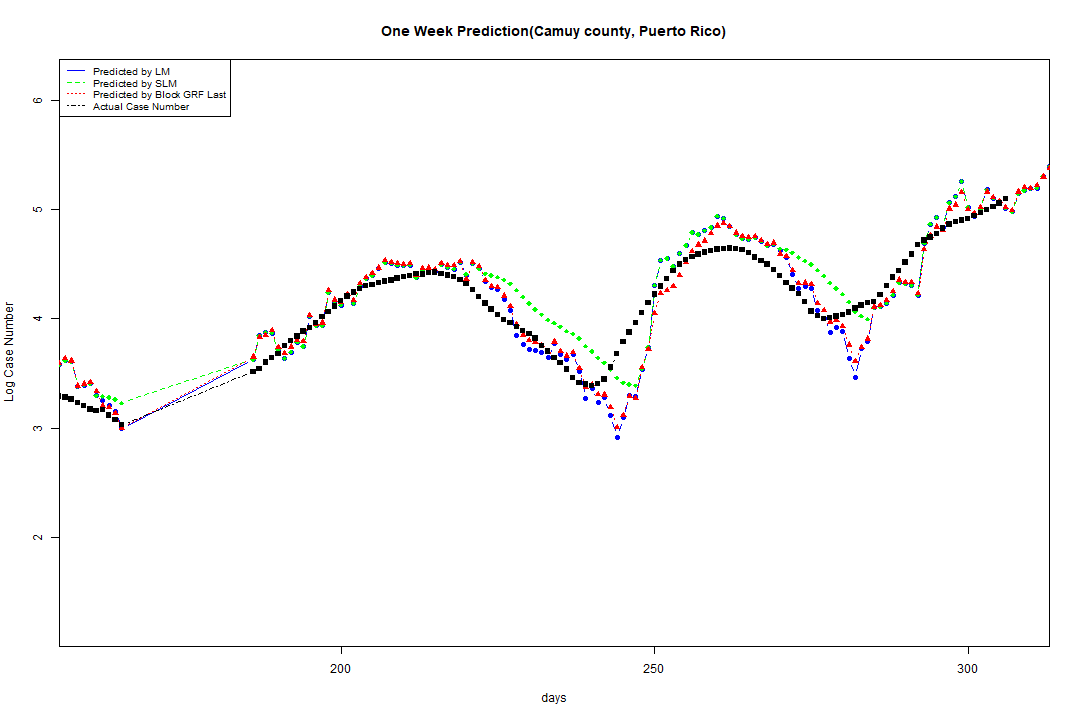 One Week Prediction(Camuy county, Puerto Rico)
Predicted by LM
Predicted by SLM
Predicted by Block GRF Last
Actual Case Number
6
5
4
3
2
Log Case Number
200
250
300
days